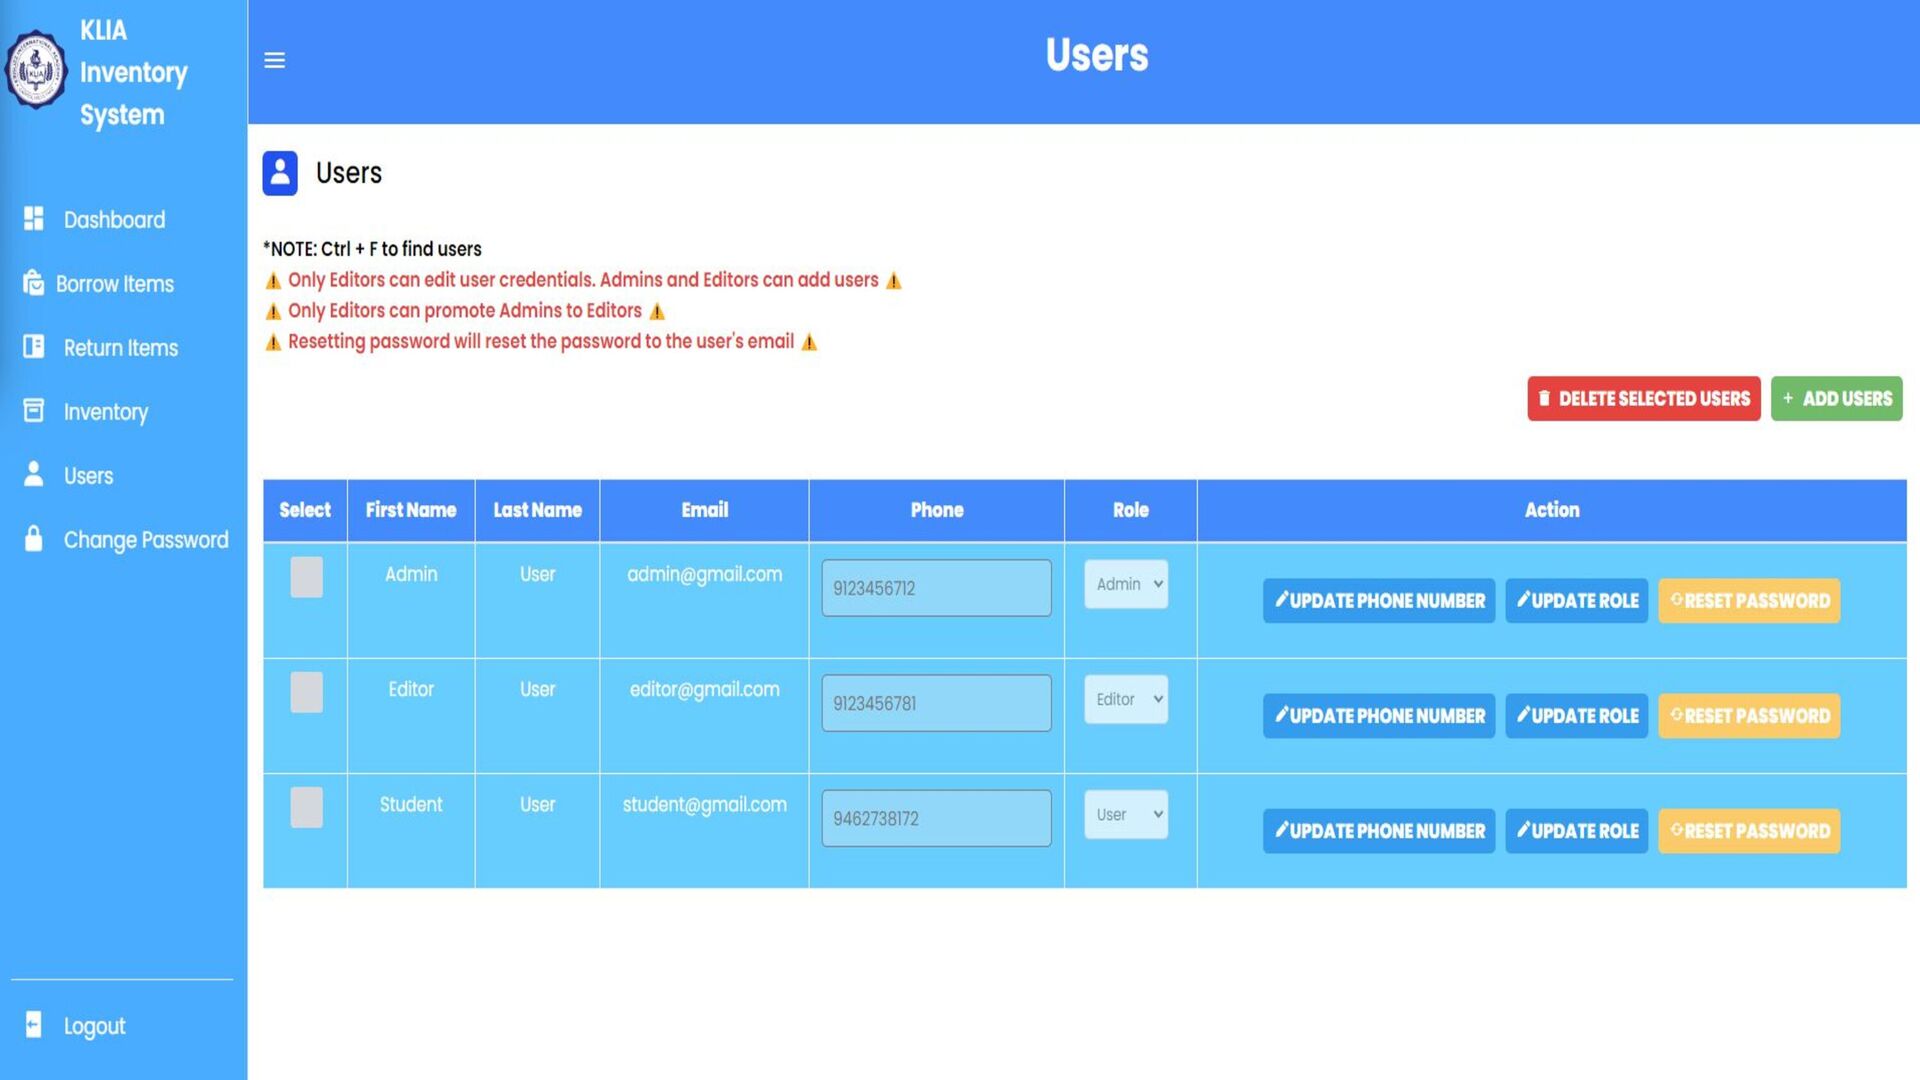 KLIA
Inventory
System
Users
Dashboard
Borrow Items
Return Items
Inventory
Users
Change Password
Logout
Users
*NOTE: Ctrl + F to find users
⚠ Only Editors can edit user credentials. Admins and Editors can add users ⚠
⚠ Only Editors can promote Admins to Editors ⚠
⚠ Resetting password will reset the password to the user's email ⚠
DELETE SELECTED USERS + ADD USERS
Select First Name Last Name Email Phone Role Action
Admin User admin@gmail.com 9123456712 Admin UPDATE PHONE NUMBER UPDATE ROLE RESET PASSWORD
Editor User editor@gmail.com 9123456781 Editor UPDATE PHONE NUMBER UPDATE ROLE RESET PASSWORD
Student User student@gmail.com 9462738172 User UPDATE PHONE NUMBER UPDATE ROLE RESET PASSWORD